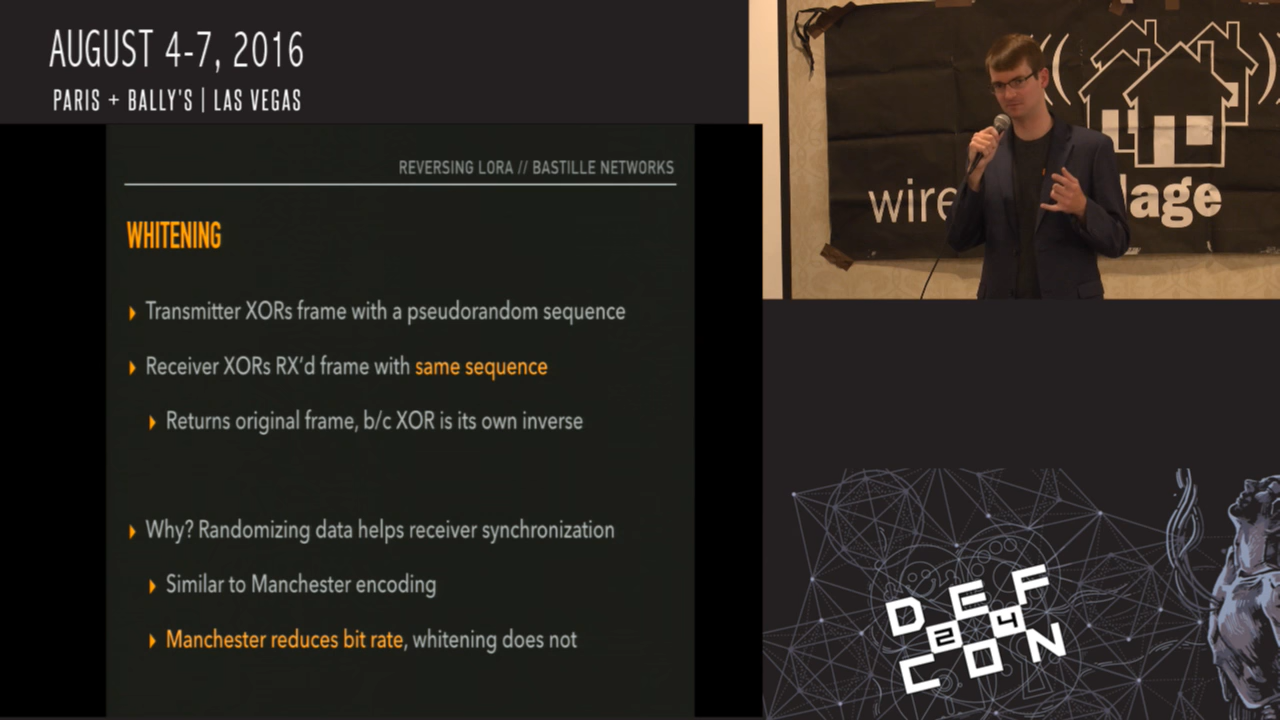 AUGUST 4-7, 2016
PARIS + BALLY'S | LAS VEGAS
REVERSING LORA // BASTILLE NETWORKS
WHITENING
Transmitter XORs frame with a pseudorandom sequence
Receiver XORs RX'd frame with same sequence
Returns original frame, b/c XOR is its own inverse
Why? Randomizing data helps receiver synchronization
Similar to Manchester encoding
Manchester reduces bit rate, whitening does not
DEF
24
CON